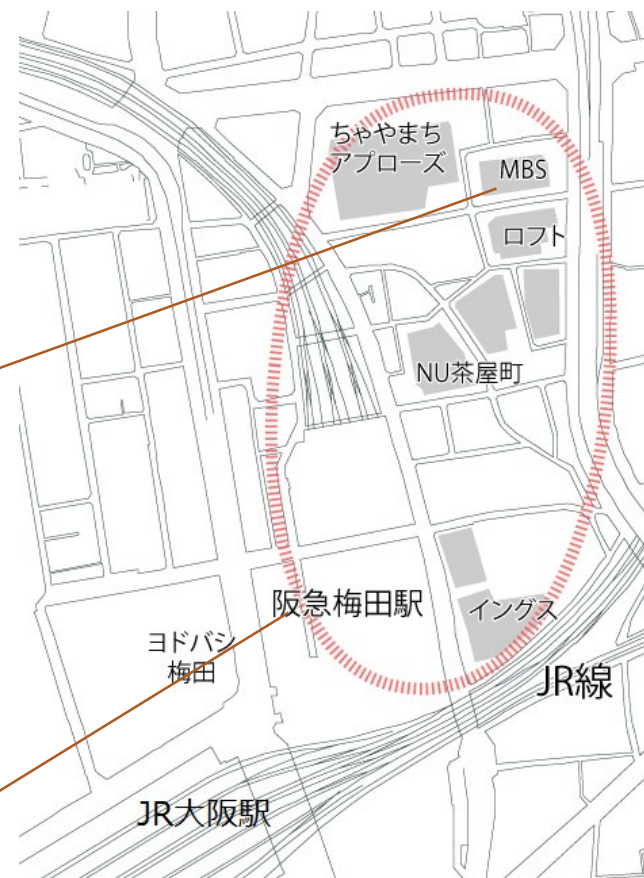 ちゃやまち
アプローズ
MBS
ロフト
NU茶屋町
阪急梅田駅
イングス
ヨドバシ
梅田
JR線
JR大阪駅